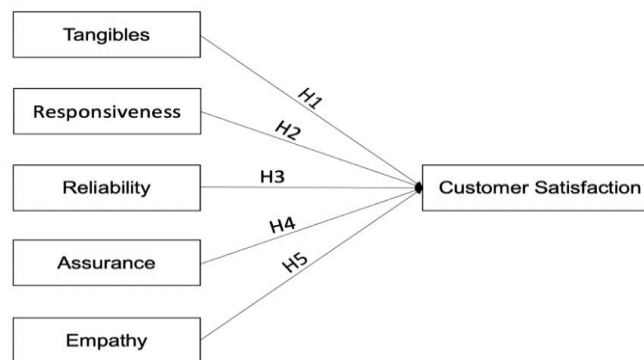 Tangibles
H1
Responsiveness
H2
Reliability
H3
Customer Satisfaction
Assurance
H4
Empathy
H5